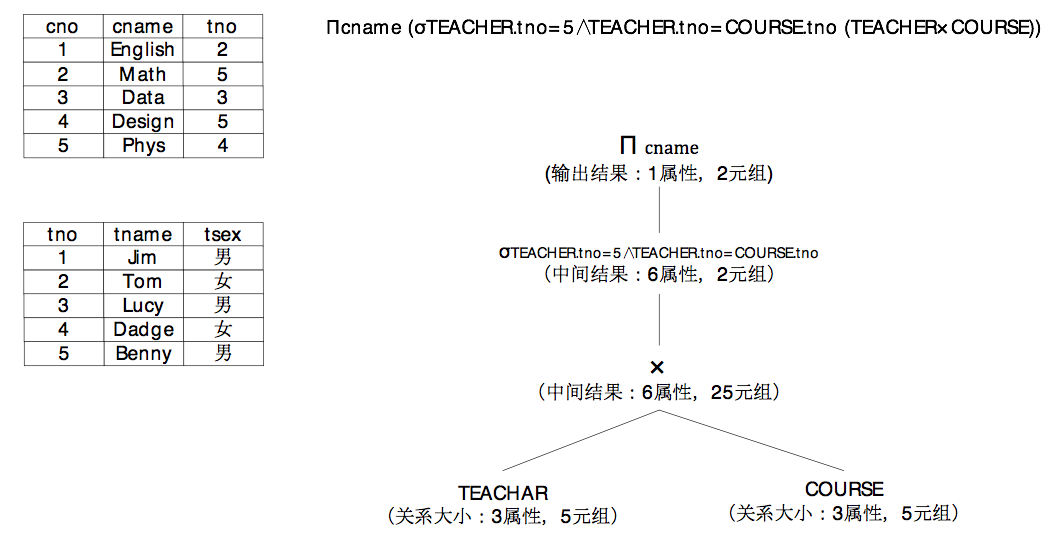 cno cname tno
1 English 2
2 Math 5
3 Data 3
4 Design 5
5 Phys 4
tno tname tsex
1 Jim 男
2 Tom 女
3 Lucy 男
4 Dadge 女
5 Benny 男
Πcname (σTEACHER.tno=5/\TEACHER.tno=COURSE.tno (TEACHER×COURSE))
Π cname
(输出结果：1属性，2元组)
σTEACHER.tno=5/\TEACHER.tno=COURSE.tno
（中间结果：6属性，2元组）
×
（中间结果：6属性，25元组）
TEACHAR
（关系大小：3属性，5元组）
COURSE
（关系大小：3属性，5元组）